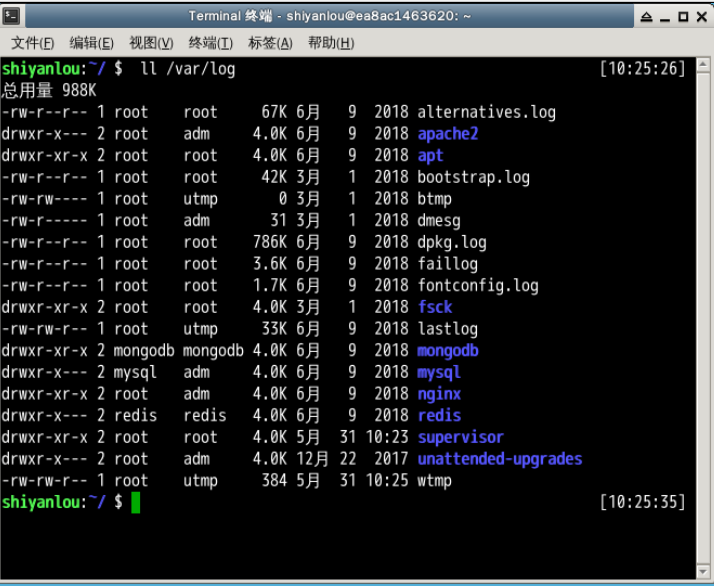 Terminal 终端 - shiyanlou@ea8ac1463620: ~
文件(F) 编辑(E) 视图(V) 终端(T) 标签(A) 帮助(H)
shiyanlou:~/ $ ll /var/log [10:25:26]
总用量 988K
-rw-r--r-- 1 root root 67K 6月 9 2018 alternatives.log
drwxr-x--- 2 root adm 4.0K 6月 9 2018 apache2
drwxr-xr-x 2 root root 4.0K 6月 9 2018 apt
-rw-r--r-- 1 root root 42K 3月 1 2018 bootstrap.log
-rw-rw---- 1 root utmp 0 3月 1 2018 btmp
-rw-r----- 1 root adm 31 3月 1 2018 dmesg
-rw-r--r-- 1 root root 786K 6月 9 2018 dpkg.log
-rw-r--r-- 1 root root 3.6K 6月 9 2018 faillog
-rw-r--r-- 1 root root 1.7K 6月 9 2018 fontconfig.log
drwxr-xr-x 2 root root 4.0K 3月 1 2018 fsck
-rw-rw-r-- 1 root utmp 33K 6月 9 2018 lastlog
drwxr-xr-x 2 mongodb mongodb 4.0K 6月 9 2018 mongodb
drwxr-x--- 2 mysql adm 4.0K 6月 9 2018 mysql
drwxr-xr-x 2 root adm 4.0K 6月 9 2018 nginx
drwxr-x--- 2 redis redis 4.0K 6月 9 2018 redis
drwxr-xr-x 2 root root 4.0K 5月 31 10:23 supervisor
drwxr-x--- 2 root adm 4.0K 12月 22 2017 unattended-upgrades
-rw-rw-r-- 1 root utmp 384 5月 31 10:25 wtmp
shiyanlou:~/ $ [10:25:35]